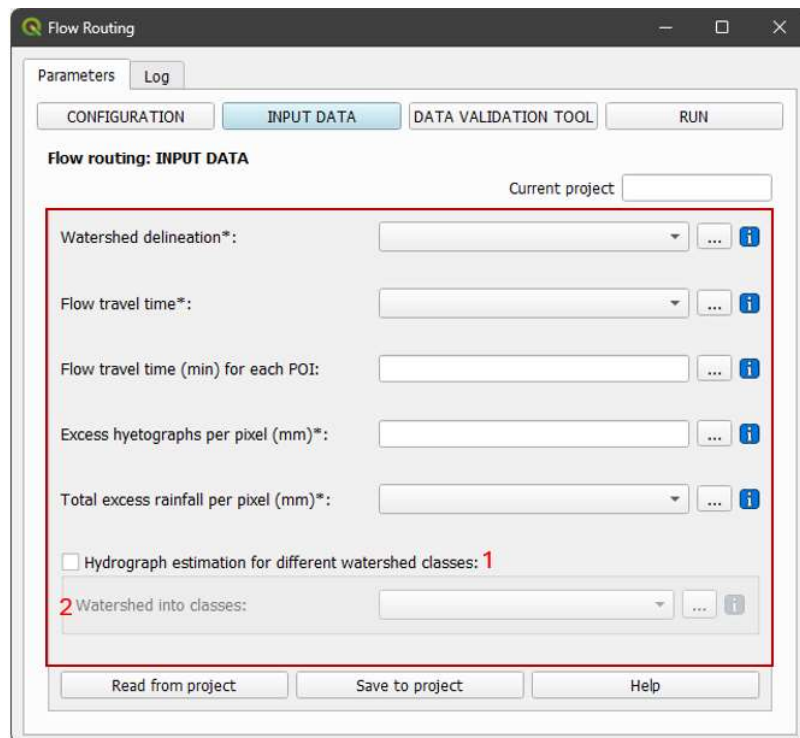 Flow Routing
Parameters Log
CONFIGURATION INPUT DATA DATA VALIDATION TOOL RUN
Flow routing: INPUT DATA
Current project
Watershed delineation*: ...
Flow travel time*: ...
Flow travel time (min) for each POI: ...
Excess hyetographs per pixel (mm)*: ...
Total excess rainfall per pixel (mm)*: ...
Hydrograph estimation for different watershed classes: 1
2 Watershed into classes: ...
Read from project Save to project Help